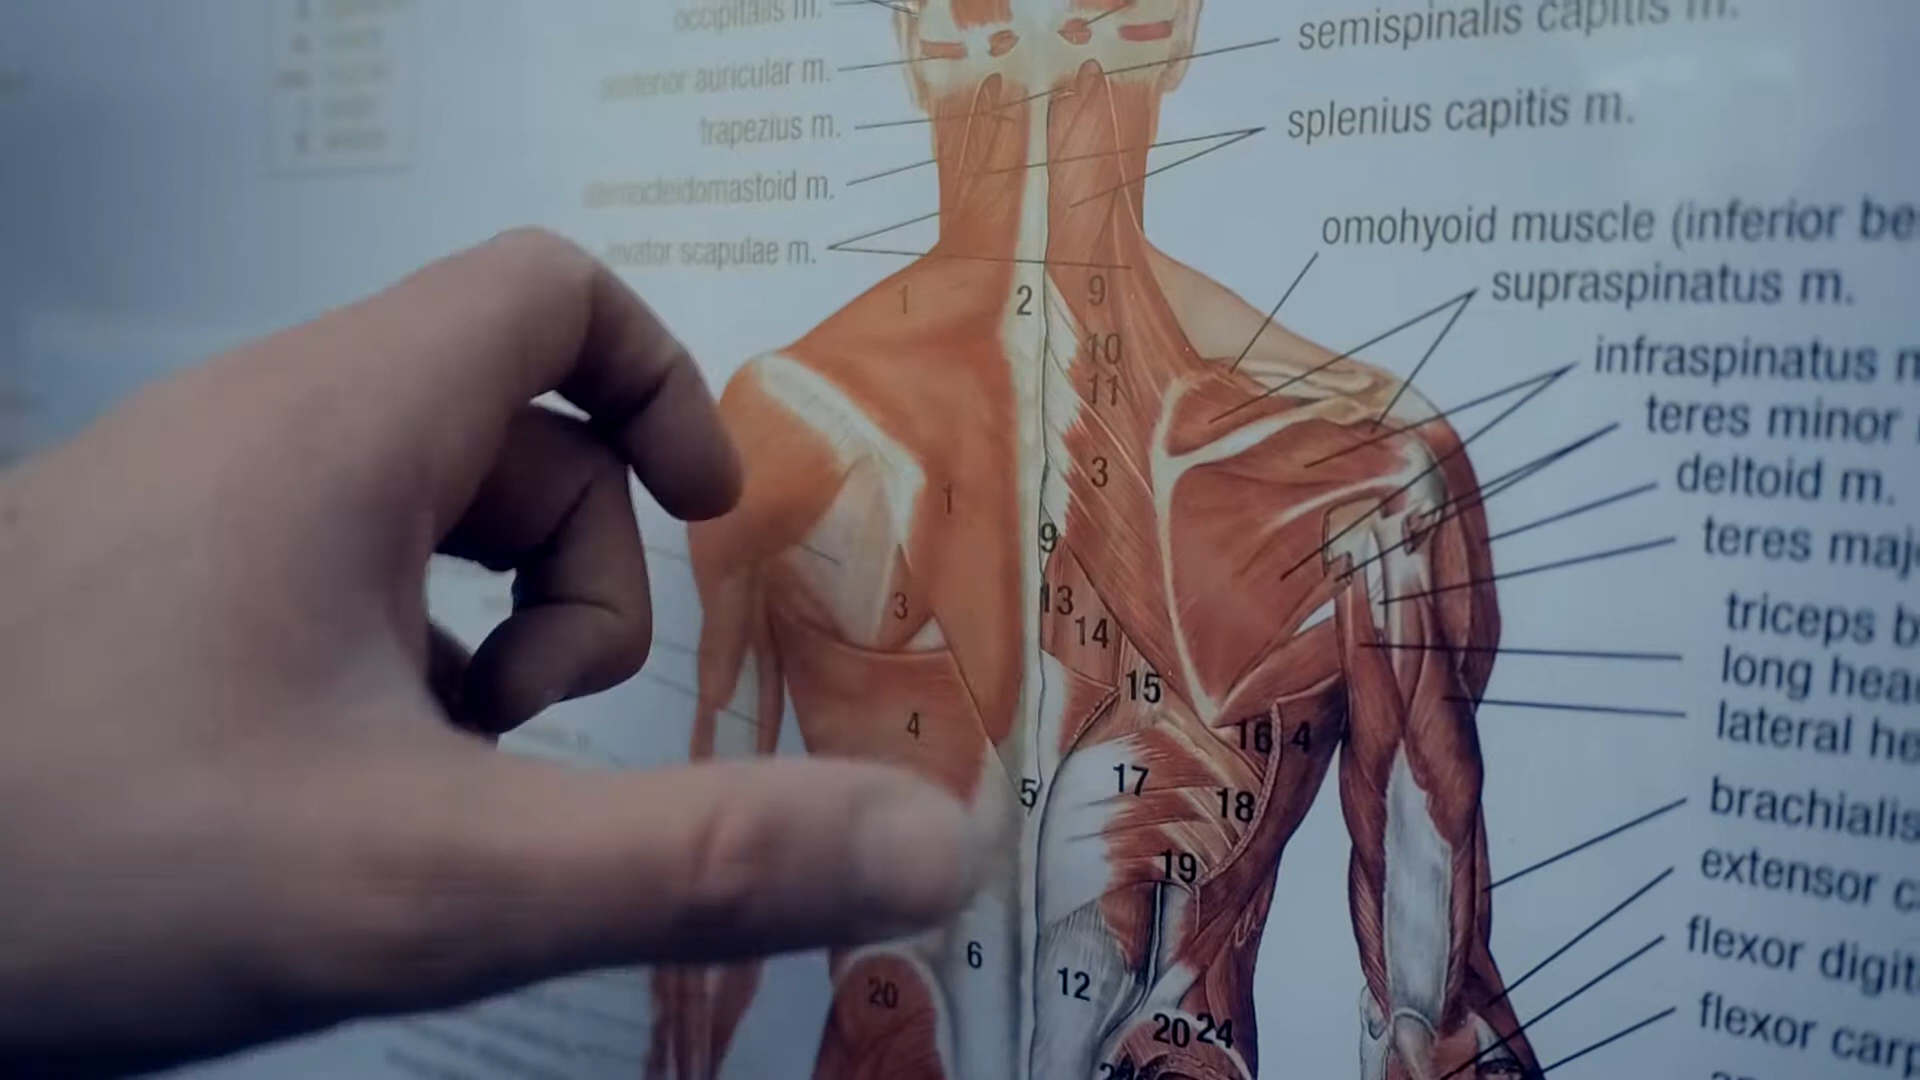 occipitalis m.
auricular m.
trapezius m.
sternocleidomastoid m.
scapulae m.
semispinalis capitis m.
splenius capitis m.
omohyoid muscle (inferior be
supraspinatus m.
infraspinatus m
teres minor
deltoid m.
teres maj
triceps b
long hea
lateral he
brachialis
extensor c
flexor digit
flexor carp
1
2
9
10
11
3
1
9
3
13
14
15
4
16
4
5
17
18
19
6
12
20
20
24